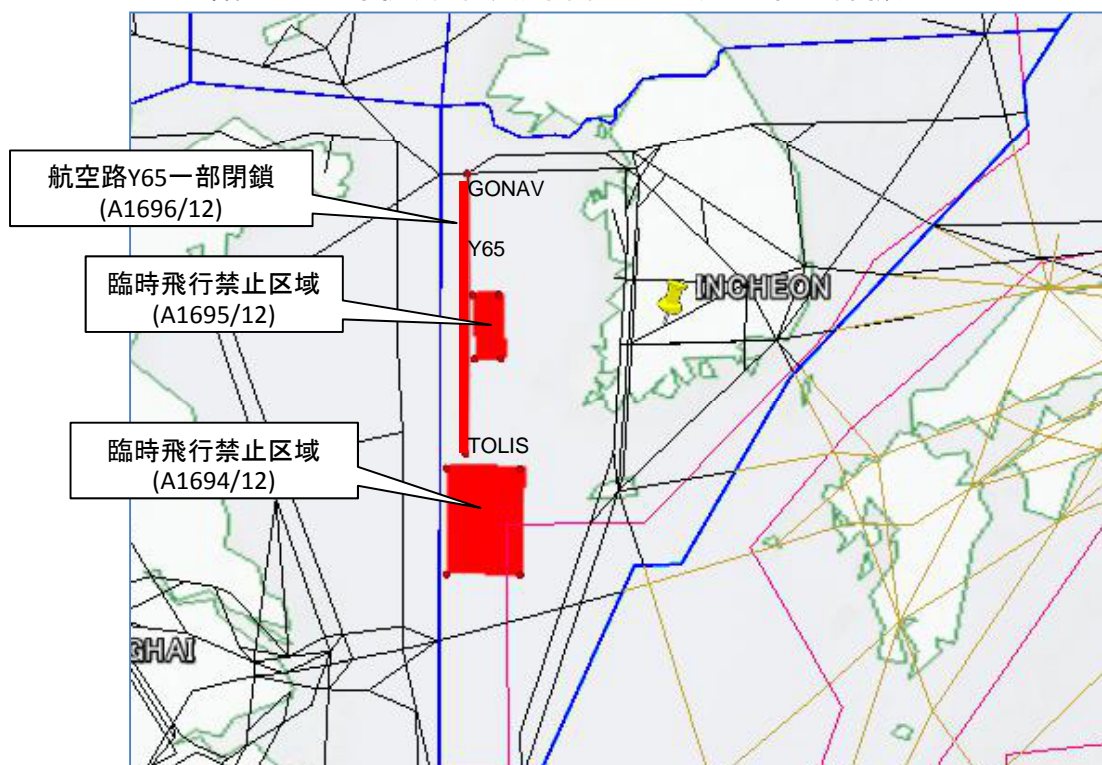 航空路Y65一部閉鎖
(A1696/12)
GONAV
Y65
臨時飛行禁止区域
(A1695/12)
INCHEON
臨時飛行禁止区域
(A1694/12)
TOLIS
GHAI